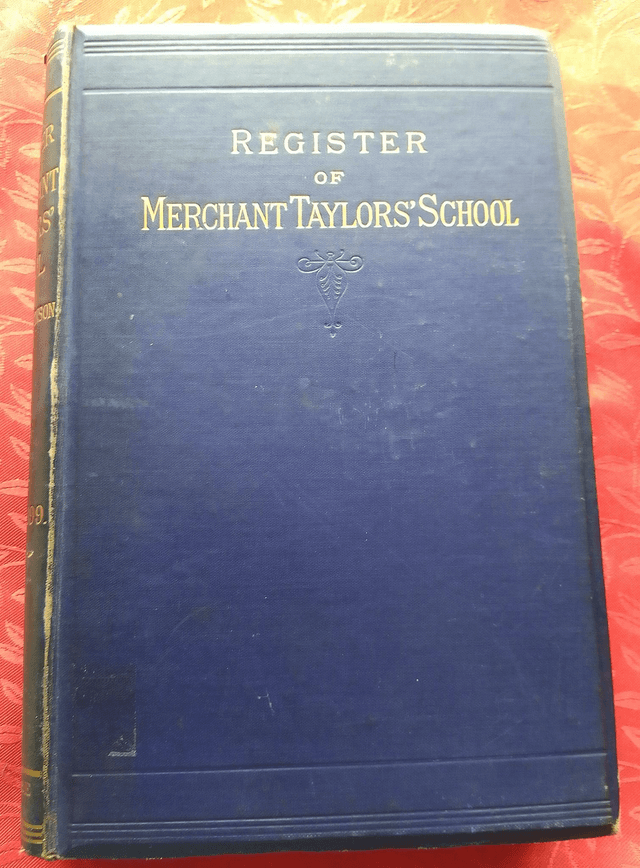 REGISTER
OF
MERCHANT TAYLORS' SCHOOL